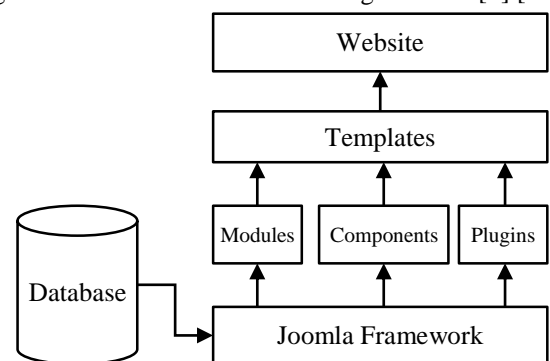 Website
Templates
Modules Components Plugins
Database
Joomla Framework